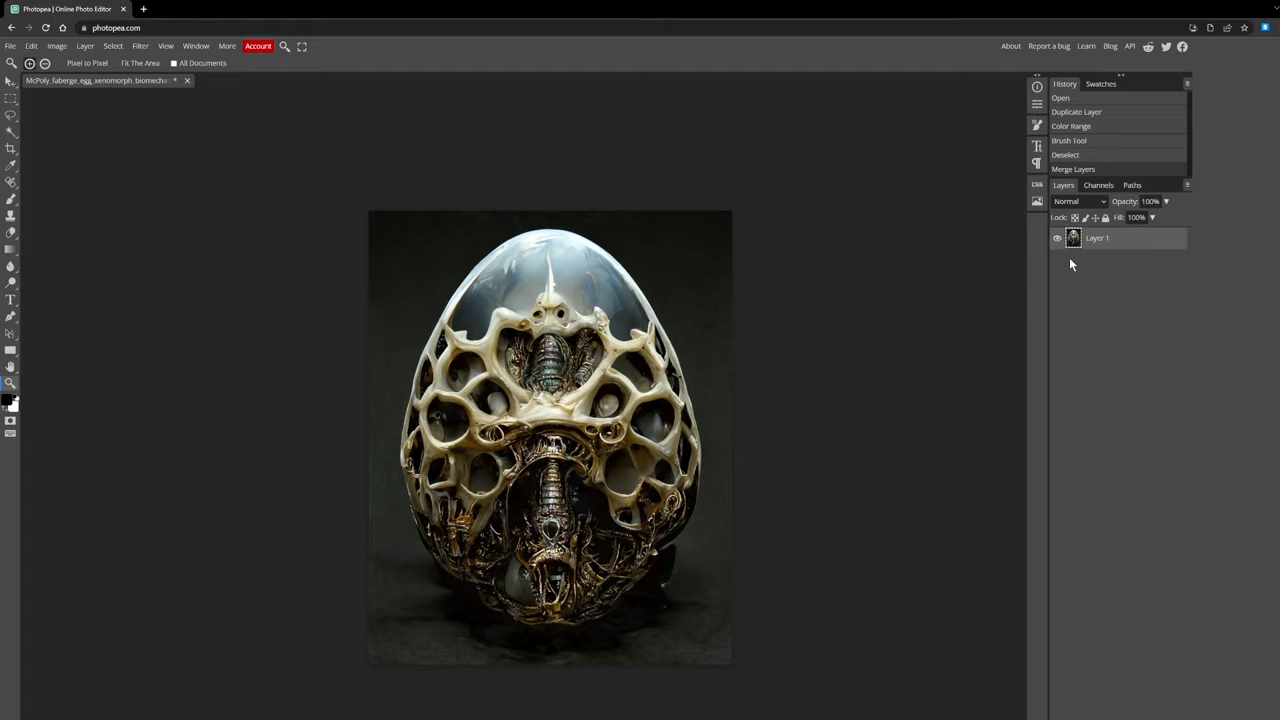 Photopea | Online Photo Editor
photopea.com
File Edit Image Layer Select Filter View Window More Account
About Report a bug Learn Blog API
Pixel to Pixel Fit The Area All Documents
McPoly_faberge_egg_xenomorph_biomecha *
History Swatches
Open
Duplicate Layer
Color Range
Brush Tool
Deselect
Merge Layers
Layers Channels Paths
Normal Opacity: 100%
Lock: Fill: 100%
Layer 1
CSS